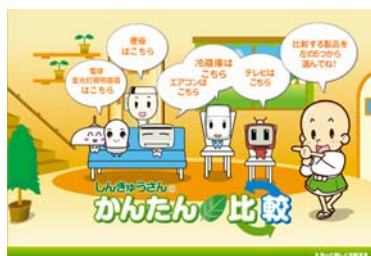 便座
はこちら
冷蔵庫は
こちら
比較する製品を
左の5つから
選んでね!
電球
蛍光灯照明器具
はこちら
エアコンは
こちら
テレビは
こちら
しんきゅうさんの
かんたん比較